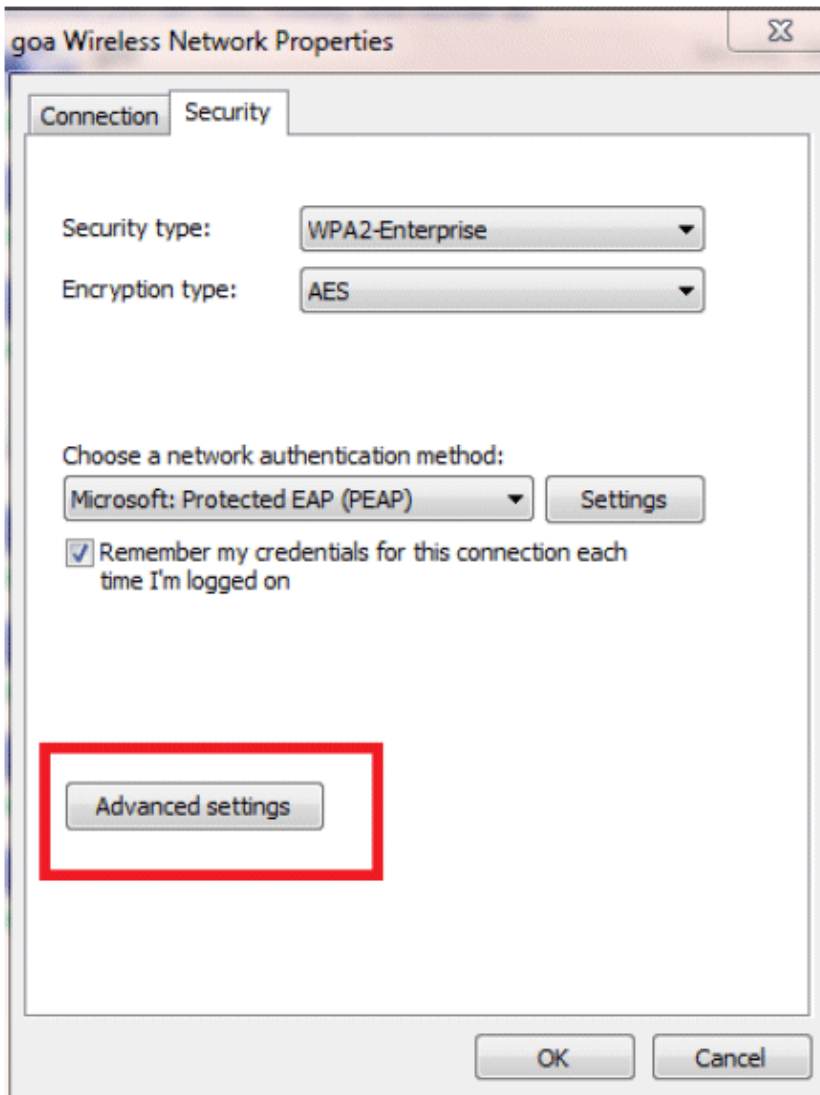 goa Wireless Network Properties
Connection
Security
Security type:
WPA2-Enterprise
Encryption type:
AES
Choose a network authentication method:
Microsoft: Protected EAP (PEAP)
Settings
Remember my credentials for this connection each
time I'm logged on
Advanced settings
OK
Cancel